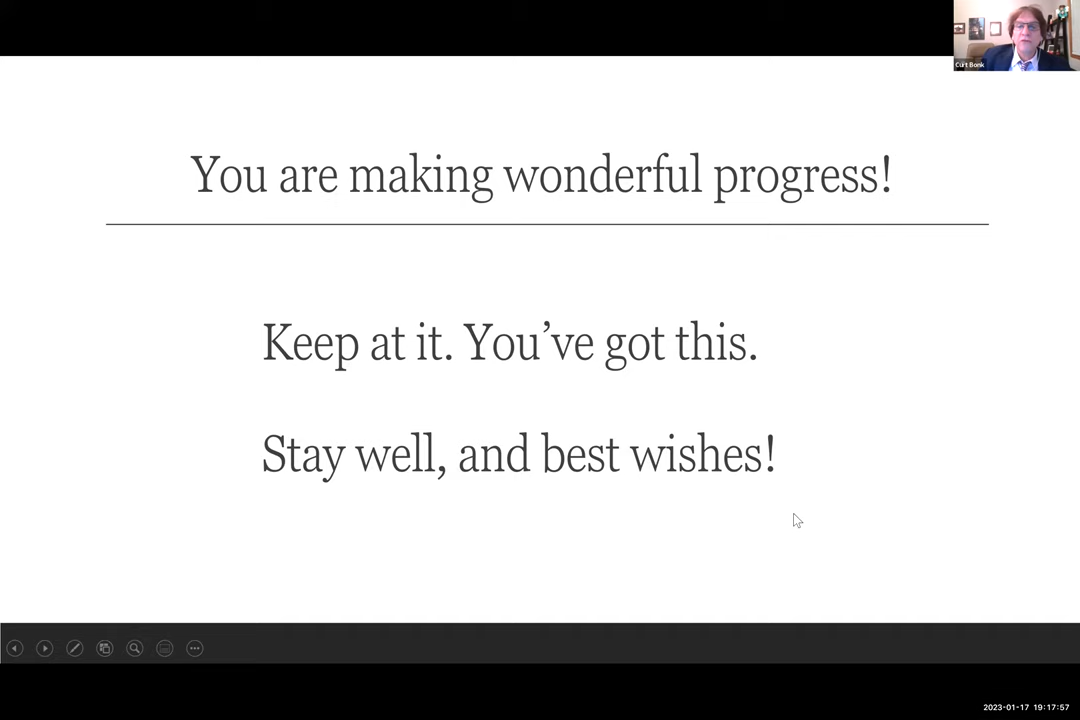 Curt Bonk
You are making wonderful progress!
Keep at it. You’ve got this.
Stay well, and best wishes!
2023-01-17 19:17:57